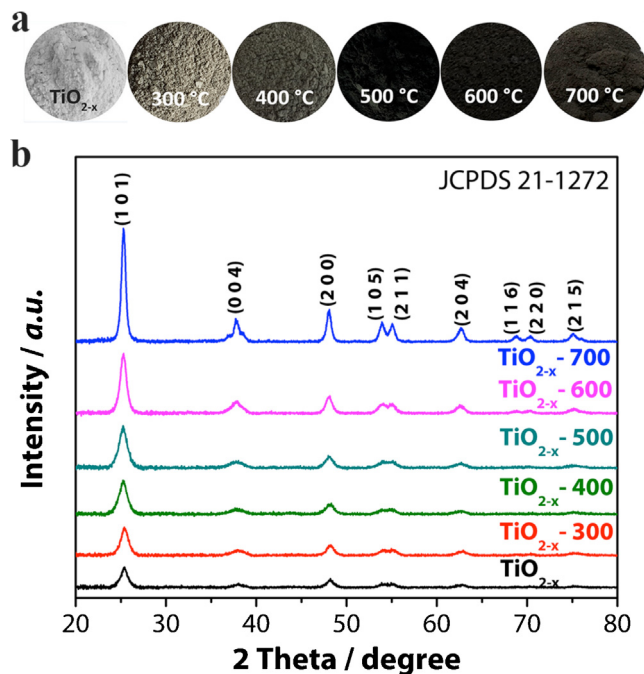 a
TiO2-x
300 °C
400 °C
500 °C
600 °C
700 °C
b
JCPDS 21-1272
(1 0 1)
(0 0 4)
(2 0 0)
(1 0 5)
(2 1 1)
(2 0 4)
(1 1 6)
(2 2 0)
(2 1 5)
TiO2-x - 700
TiO2-x - 600
TiO2-x - 500
TiO2-x - 400
TiO2-x - 300
TiO2-x
Intensity / a.u.
20 30 40 50 60 70 80
2 Theta / degree